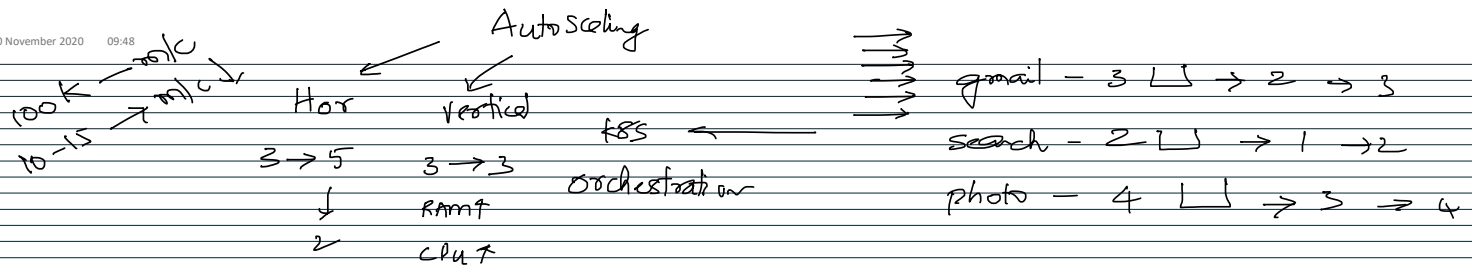 0 November 2020 09:48
Autoscaling
100K m/c
10-15 m/c
Hor Vertical
3 → 5 3 → 3
↓ RAM↑
2 CPU↑
K8S ←
orchestration
gmail - 3 → 2 → 3
search - 2 → 1 → 2
photo - 4 → 3 → 4